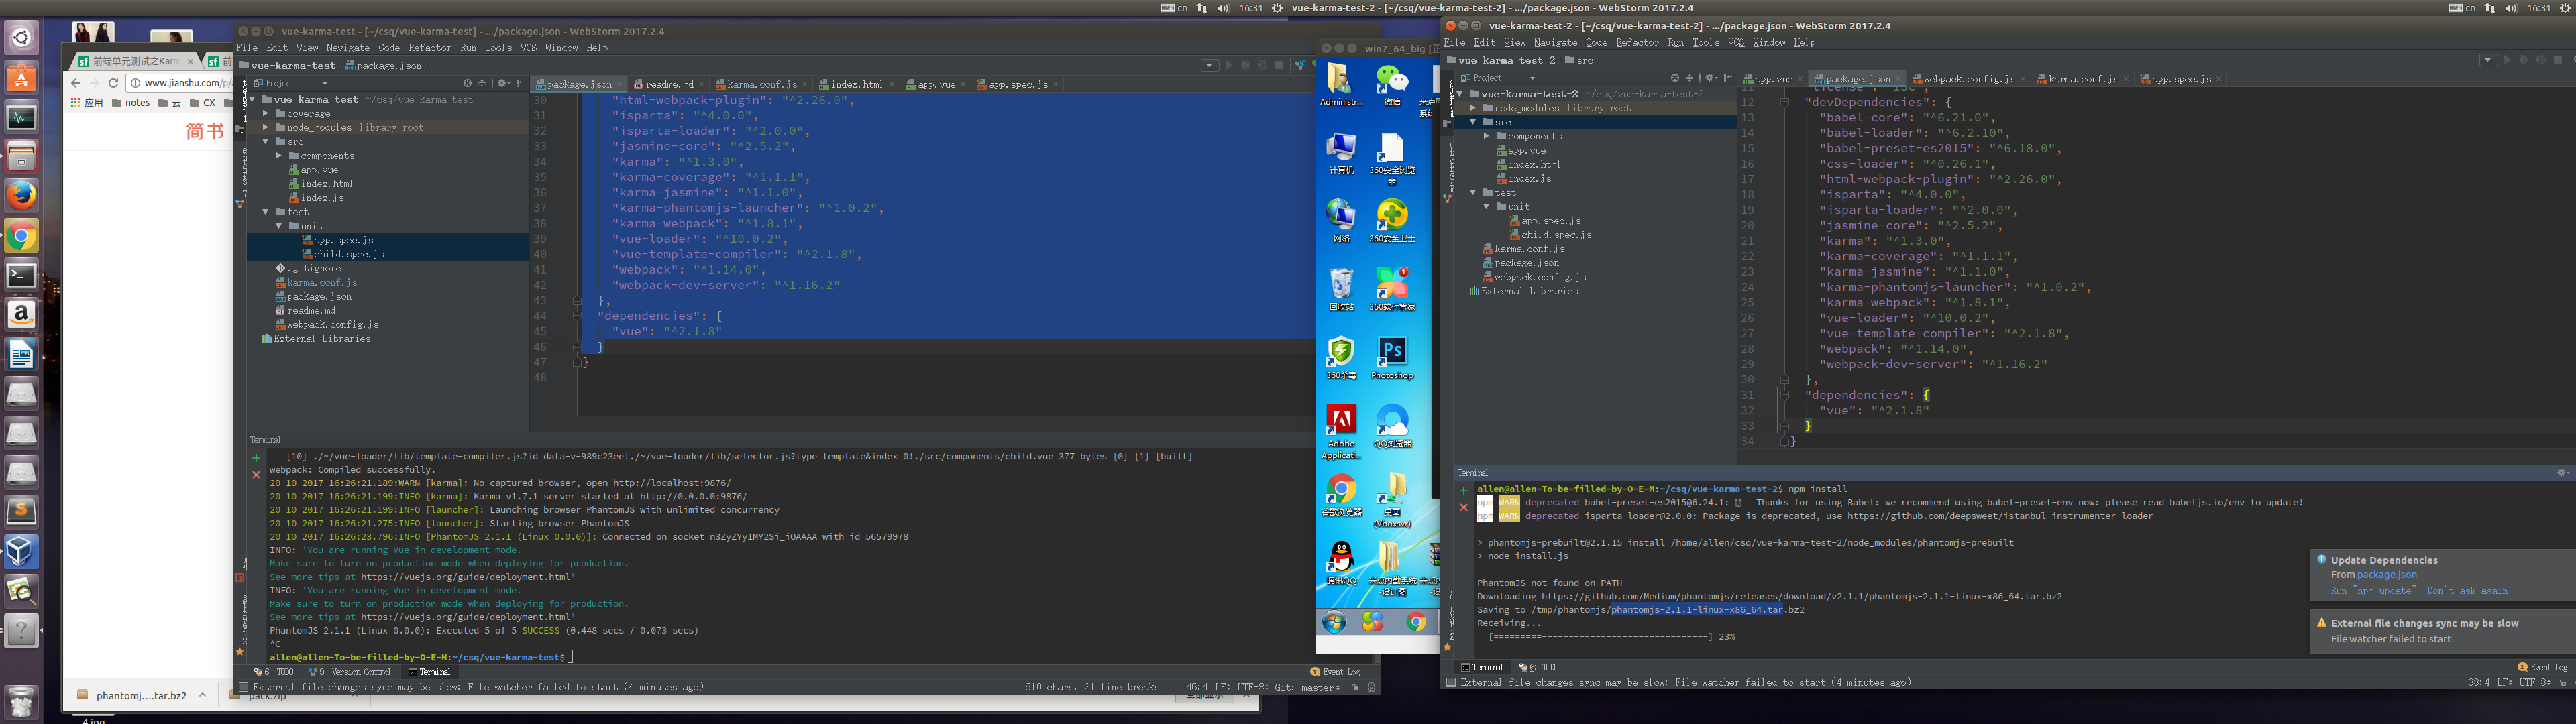 cn
16:31
vue-karma-test-2 - [~/csq/vue-karma-test-2] - .../package.json - WebStorm 2017.2.4
cn
16:31
前端单元测试之Karm
前
www.jianshu.com/p/
应用
notes
云
CX
简书
phantomj....tar.bz2
pack.zip
4.jpg
vue-karma-test - [~/csq/vue-karma-test] - .../package.json - WebStorm 2017.2.4
File Edit View Navigate Code Refactor Run Tools VCS Window Help
vue-karma-test
package.json
Project
vue-karma-test ~/csq/vue-karma-test
coverage
node_modules library root
src
components
app.vue
index.html
index.js
test
unit
app.spec.js
child.spec.js
.gitignore
karma.conf.js
package.json
readme.md
webpack.config.js
External Libraries
package.json
readme.md
karma.conf.js
index.html
app.vue
app.spec.js
30 "html-webpack-plugin": "^2.26.0",
31 "isparta": "^4.0.0",
32 "isparta-loader": "^2.0.0",
33 "jasmine-core": "^2.5.2",
34 "karma": "^1.3.0",
35 "karma-coverage": "^1.1.1",
36 "karma-jasmine": "^1.1.0",
37 "karma-phantomjs-launcher": "^1.0.2",
38 "karma-webpack": "^1.8.1",
39 "vue-loader": "^10.0.2",
40 "vue-template-compiler": "^2.1.8",
41 "webpack": "^1.14.0",
42 "webpack-dev-server": "^1.16.2"
43 },
44 "dependencies": {
45 "vue": "^2.1.8"
46 }
47 }
48
Terminal
[10] ./~/vue-loader/lib/template-compiler.js?id=data-v-989c23ee!./~/vue-loader/lib/selector.js?type=template&index=0!./src/components/child.vue 377 bytes {0} {1} [built]
webpack: Compiled successfully.
20 10 2017 16:26:21.189:WARN [karma]: No captured browser, open http://localhost:9876/
20 10 2017 16:26:21.199:INFO [karma]: Karma v1.7.1 server started at http://0.0.0.0:9876/
20 10 2017 16:26:21.199:INFO [launcher]: Launching browser PhantomJS with unlimited concurrency
20 10 2017 16:26:21.275:INFO [launcher]: Starting browser PhantomJS
20 10 2017 16:26:23.796:INFO [PhantomJS 2.1.1 (Linux 0.0.0)]: Connected on socket n3ZyZYy1MY2Si_iOAAAA with id 56579978
INFO: 'You are running Vue in development mode.
Make sure to turn on production mode when deploying for production.
See more tips at https://vuejs.org/guide/deployment.html'
INFO: 'You are running Vue in development mode.
Make sure to turn on production mode when deploying for production.
See more tips at https://vuejs.org/guide/deployment.html'
PhantomJS 2.1.1 (Linux 0.0.0): Executed 5 of 5 SUCCESS (0.448 secs / 0.073 secs)
^C
allen@allen-To-be-filled-by-O-E-M:~/csq/vue-karma-test$
6: TODO
9: Version Control
Terminal
1 Event Log
External file changes sync may be slow: File watcher failed to start (4 minutes ago)
610 chars, 21 line breaks
46:4 LF÷ UTF-8÷ Git: master÷
win7_64_big [正
Administr...
微信
计算机
360安全浏览器
网络
360安全卫士
回收站
360软件管家
360杀毒
Photoshop
Adobe Applicati...
QQ浏览器
谷歌浏览器
桌面 (Vboxsvr)
腾讯QQ
米点内勤系统-设计图
vue-karma-test-2 - [~/csq/vue-karma-test-2] - .../package.json - WebStorm 2017.2.4
File Edit View Navigate Code Refactor Run Tools VCS Window Help
vue-karma-test-2
src
Project
vue-karma-test-2 ~/csq/vue-karma-test-2
node_modules library root
src
components
app.vue
index.html
index.js
test
unit
app.spec.js
child.spec.js
karma.conf.js
package.json
webpack.config.js
External Libraries
app.vue
package.json
webpack.config.js
karma.conf.js
app.spec.js
11 "license": "ISC",
12 "devDependencies": {
13 "babel-core": "^6.21.0",
14 "babel-loader": "^6.2.10",
15 "babel-preset-es2015": "^6.18.0",
16 "css-loader": "^0.26.1",
17 "html-webpack-plugin": "^2.26.0",
18 "isparta": "^4.0.0",
19 "isparta-loader": "^2.0.0",
20 "jasmine-core": "^2.5.2",
21 "karma": "^1.3.0",
22 "karma-coverage": "^1.1.1",
23 "karma-jasmine": "^1.1.0",
24 "karma-phantomjs-launcher": "^1.0.2",
25 "karma-webpack": "^1.8.1",
26 "vue-loader": "^10.0.2",
27 "vue-template-compiler": "^2.1.8",
28 "webpack": "^1.14.0",
29 "webpack-dev-server": "^1.16.2"
30 },
31 "dependencies": {
32 "vue": "^2.1.8"
33 }
34 }
Terminal
allen@allen-To-be-filled-by-O-E-M:~/csq/vue-karma-test-2$ npm install
npm WARN deprecated babel-preset-es2015@6.24.1: 🙌 Thanks for using Babel: we recommend using babel-preset-env now: please read babeljs.io/env to update!
npm WARN deprecated isparta-loader@2.0.0: Package is deprecated, use https://github.com/deepsweet/istanbul-instrumenter-loader
> phantomjs-prebuilt@2.1.15 install /home/allen/csq/vue-karma-test-2/node_modules/phantomjs-prebuilt
> node install.js
PhantomJS not found on PATH
Downloading https://github.com/Medium/phantomjs/releases/download/v2.1.1/phantomjs-2.1.1-linux-x86_64.tar.bz2
Saving to /tmp/phantomjs/phantomjs-2.1.1-linux-x86_64.tar.bz2
Receiving...
[=========-------------------------------] 23%
Update Dependencies
From package.json
Run "npm update" Don't ask again
External file changes sync may be slow
File watcher failed to start
Terminal
6: TODO
2 Event Log
External file changes sync may be slow: File watcher failed to start (4 minutes ago)
33:4 LF÷ UTF-8÷